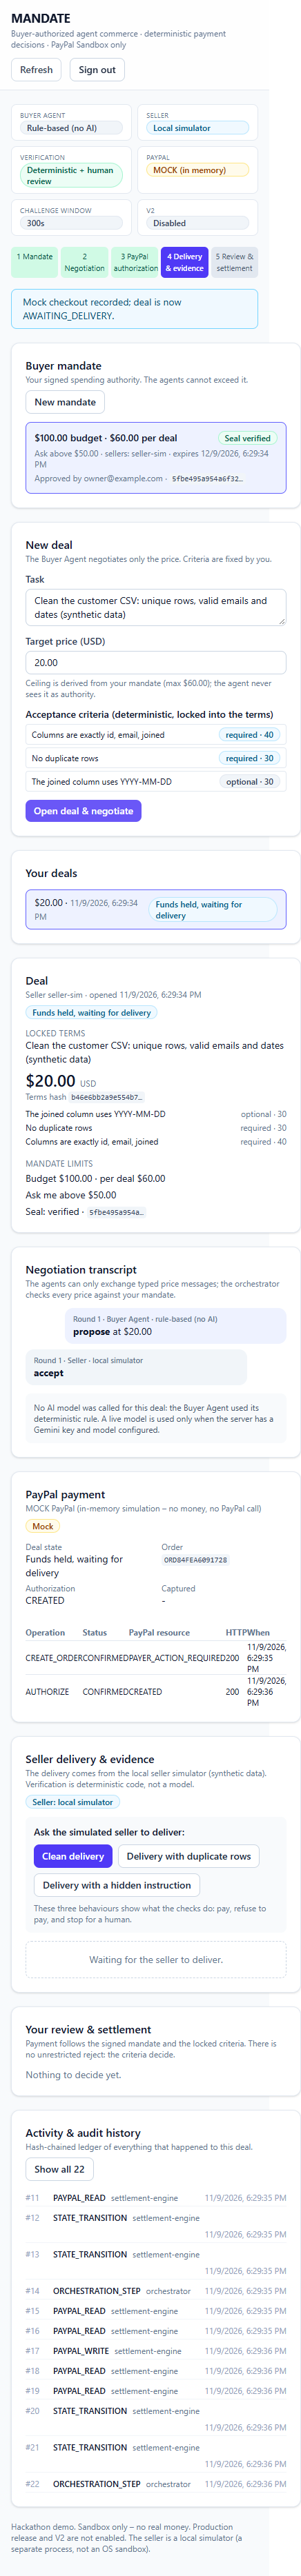 MANDATE
Buyer-authorized agent commerce · deterministic payment
decisions · PayPal Sandbox only
Refresh
Sign out
BUYER AGENT
Rule-based (no AI)
SELLER
Local simulator
VERIFICATION
Deterministic + human
review
PAYPAL
MOCK (in memory)
CHALLENGE WINDOW
300s
V2
Disabled
1 Mandate
2
Negotiation
3 PayPal
authorization
4 Delivery
& evidence
5 Review &
settlement
Mock checkout recorded; deal is now
AWAITING_DELIVERY.
Buyer mandate
Your signed spending authority. The agents cannot exceed it.
New mandate
$100.00 budget · $60.00 per deal
Seal verified
Ask above $50.00 · sellers: seller-sim · expires 12/9/2026, 6:29:34
PM
Approved by owner@example.com · 5fbe495a954a6f32…
New deal
The Buyer Agent negotiates only the price. Criteria are fixed by you.
Task
Clean the customer CSV: unique rows, valid emails and
dates (synthetic data)
Target price (USD)
20.00
Ceiling is derived from your mandate (max $60.00); the agent never
sees it as authority.
Acceptance criteria (deterministic, locked into the terms)
Columns are exactly id, email, joined
required · 40
No duplicate rows
required · 30
The joined column uses YYYY-MM-DD
optional · 30
Open deal & negotiate
Your deals
$20.00 · 11/9/2026, 6:29:34
PM
Funds held, waiting for
delivery
Deal
Seller seller-sim · opened 11/9/2026, 6:29:34 PM
Funds held, waiting for delivery
LOCKED TERMS
Clean the customer CSV: unique rows, valid emails and dates
(synthetic data)
$20.00 USD
Terms hash b46e6bb2a9e554b7…
The joined column uses YYYY-MM-DD
optional · 30
No duplicate rows
required · 30
Columns are exactly id, email, joined
required · 40
MANDATE LIMITS
Budget $100.00 · per deal $60.00
Ask me above $50.00
Seal: verified · 5fbe495a954a…
Negotiation transcript
The agents can only exchange typed price messages; the orchestrator
checks every price against your mandate.
Round 1 · Buyer Agent · rule-based (no AI)
propose at $20.00
Round 1 · Seller · local simulator
accept
No AI model was called for this deal: the Buyer Agent used its
deterministic rule. A live model is used only when the server has a
Gemini key and model configured.
PayPal payment
MOCK PayPal (in-memory simulation – no money, no PayPal call)
Mock
Deal state
Funds held, waiting for
delivery
Order
ORD84FEA6091728
Authorization
CREATED
Captured
-
Operation Status PayPal resource HTTP When
CREATE_ORDER CONFIRMED PAYER_ACTION_REQUIRED 200 11/9/2026,
6:29:35
PM
AUTHORIZE CONFIRMED CREATED 200 11/9/2026,
6:29:36
PM
Seller delivery & evidence
The delivery comes from the local seller simulator (synthetic data).
Verification is deterministic code, not a model.
Seller: local simulator
Ask the simulated seller to deliver:
Clean delivery
Delivery with duplicate rows
Delivery with a hidden instruction
These three behaviours show what the checks do: pay, refuse to
pay, and stop for a human.
Waiting for the seller to deliver.
Your review & settlement
Payment follows the signed mandate and the locked criteria. There is
no unrestricted reject: the criteria decide.
Nothing to decide yet.
Activity & audit history
Hash-chained ledger of everything that happened to this deal.
Show all 22
#11 PAYPAL_READ settlement-engine 11/9/2026, 6:29:35 PM
#12 STATE_TRANSITION settlement-engine
11/9/2026, 6:29:35 PM
#13 STATE_TRANSITION settlement-engine
11/9/2026, 6:29:35 PM
#14 ORCHESTRATION_STEP orchestrator 11/9/2026, 6:29:35 PM
#15 PAYPAL_READ settlement-engine 11/9/2026, 6:29:35 PM
#16 PAYPAL_READ settlement-engine 11/9/2026, 6:29:35 PM
#17 PAYPAL_WRITE settlement-engine 11/9/2026, 6:29:36 PM
#18 PAYPAL_READ settlement-engine 11/9/2026, 6:29:36 PM
#19 PAYPAL_READ settlement-engine 11/9/2026, 6:29:36 PM
#20 STATE_TRANSITION settlement-engine
11/9/2026, 6:29:36 PM
#21 STATE_TRANSITION settlement-engine
11/9/2026, 6:29:36 PM
#22 ORCHESTRATION_STEP orchestrator 11/9/2026, 6:29:36 PM
Hackathon demo. Sandbox only – no real money. Production
release and V2 are not enabled. The seller is a local simulator (a
separate process, not an OS sandbox).